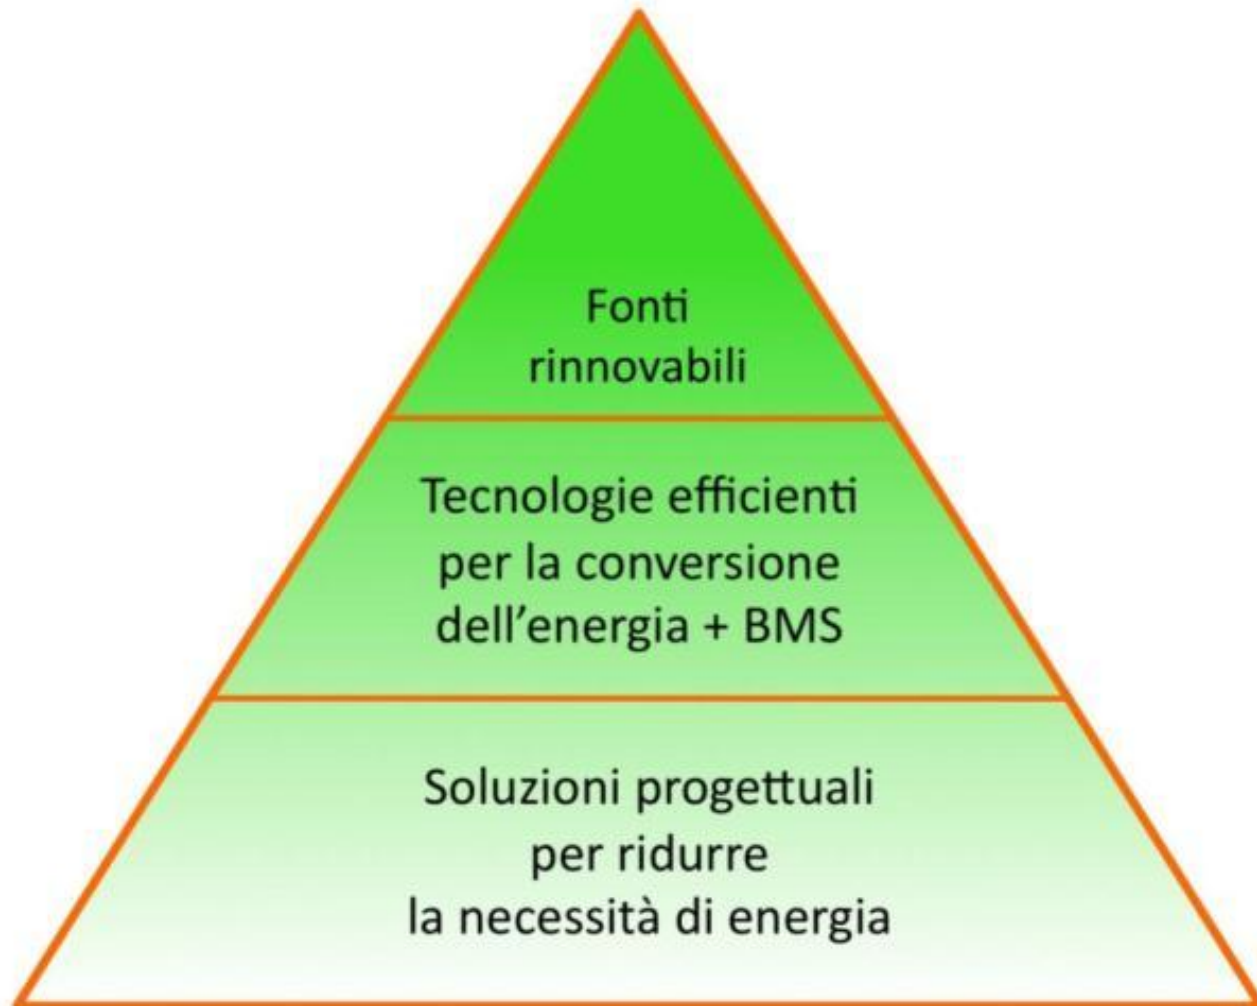 Fonti
rinnovabili
Tecnologie efficienti
per la conversione
dell’energia + BMS
Soluzioni progettuali
per ridurre
la necessità di energia